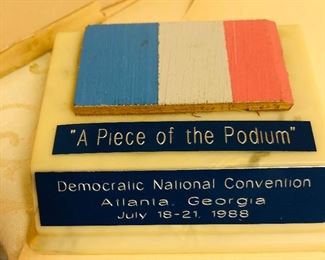 "A Piece of the Podium"
Democratic National Convention
Atlanta, Georgia
July 18-21, 1988